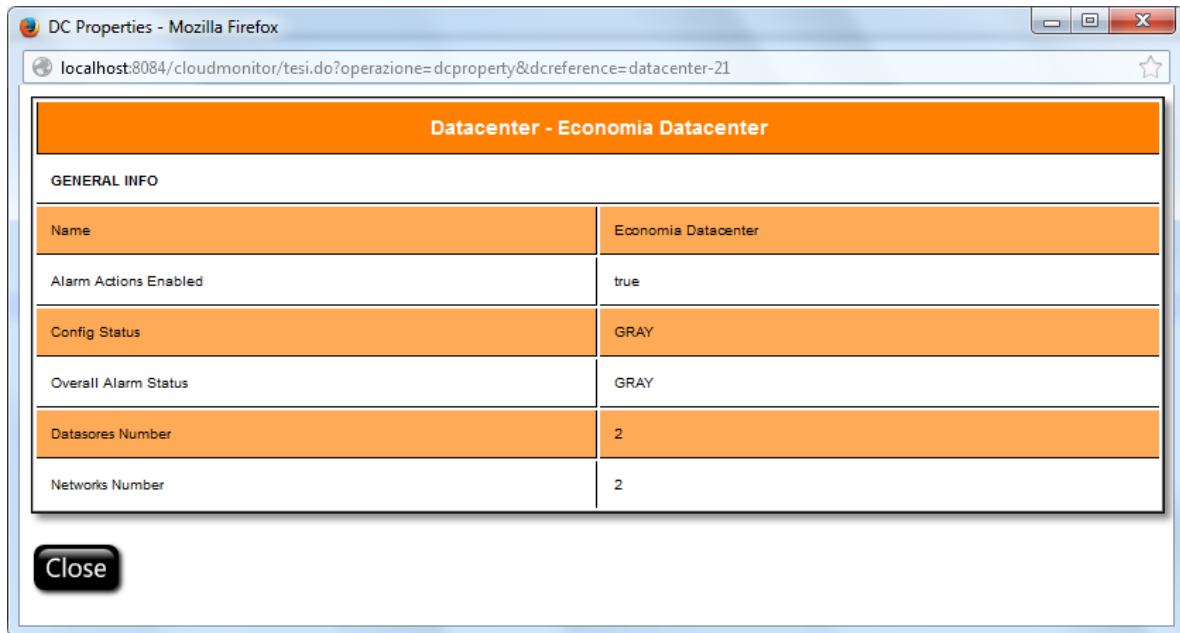 DC Properties - Mozilla Firefox
localhost:8084/cloudmonitor/tesi.do?operazione=dcproperty&dcreference=datacenter-21
Datacenter - Economia Datacenter
GENERAL INFO
Name Economia Datacenter
Alarm Actions Enabled true
Config Status GRAY
Overall Alarm Status GRAY
Datasores Number 2
Networks Number 2
Close